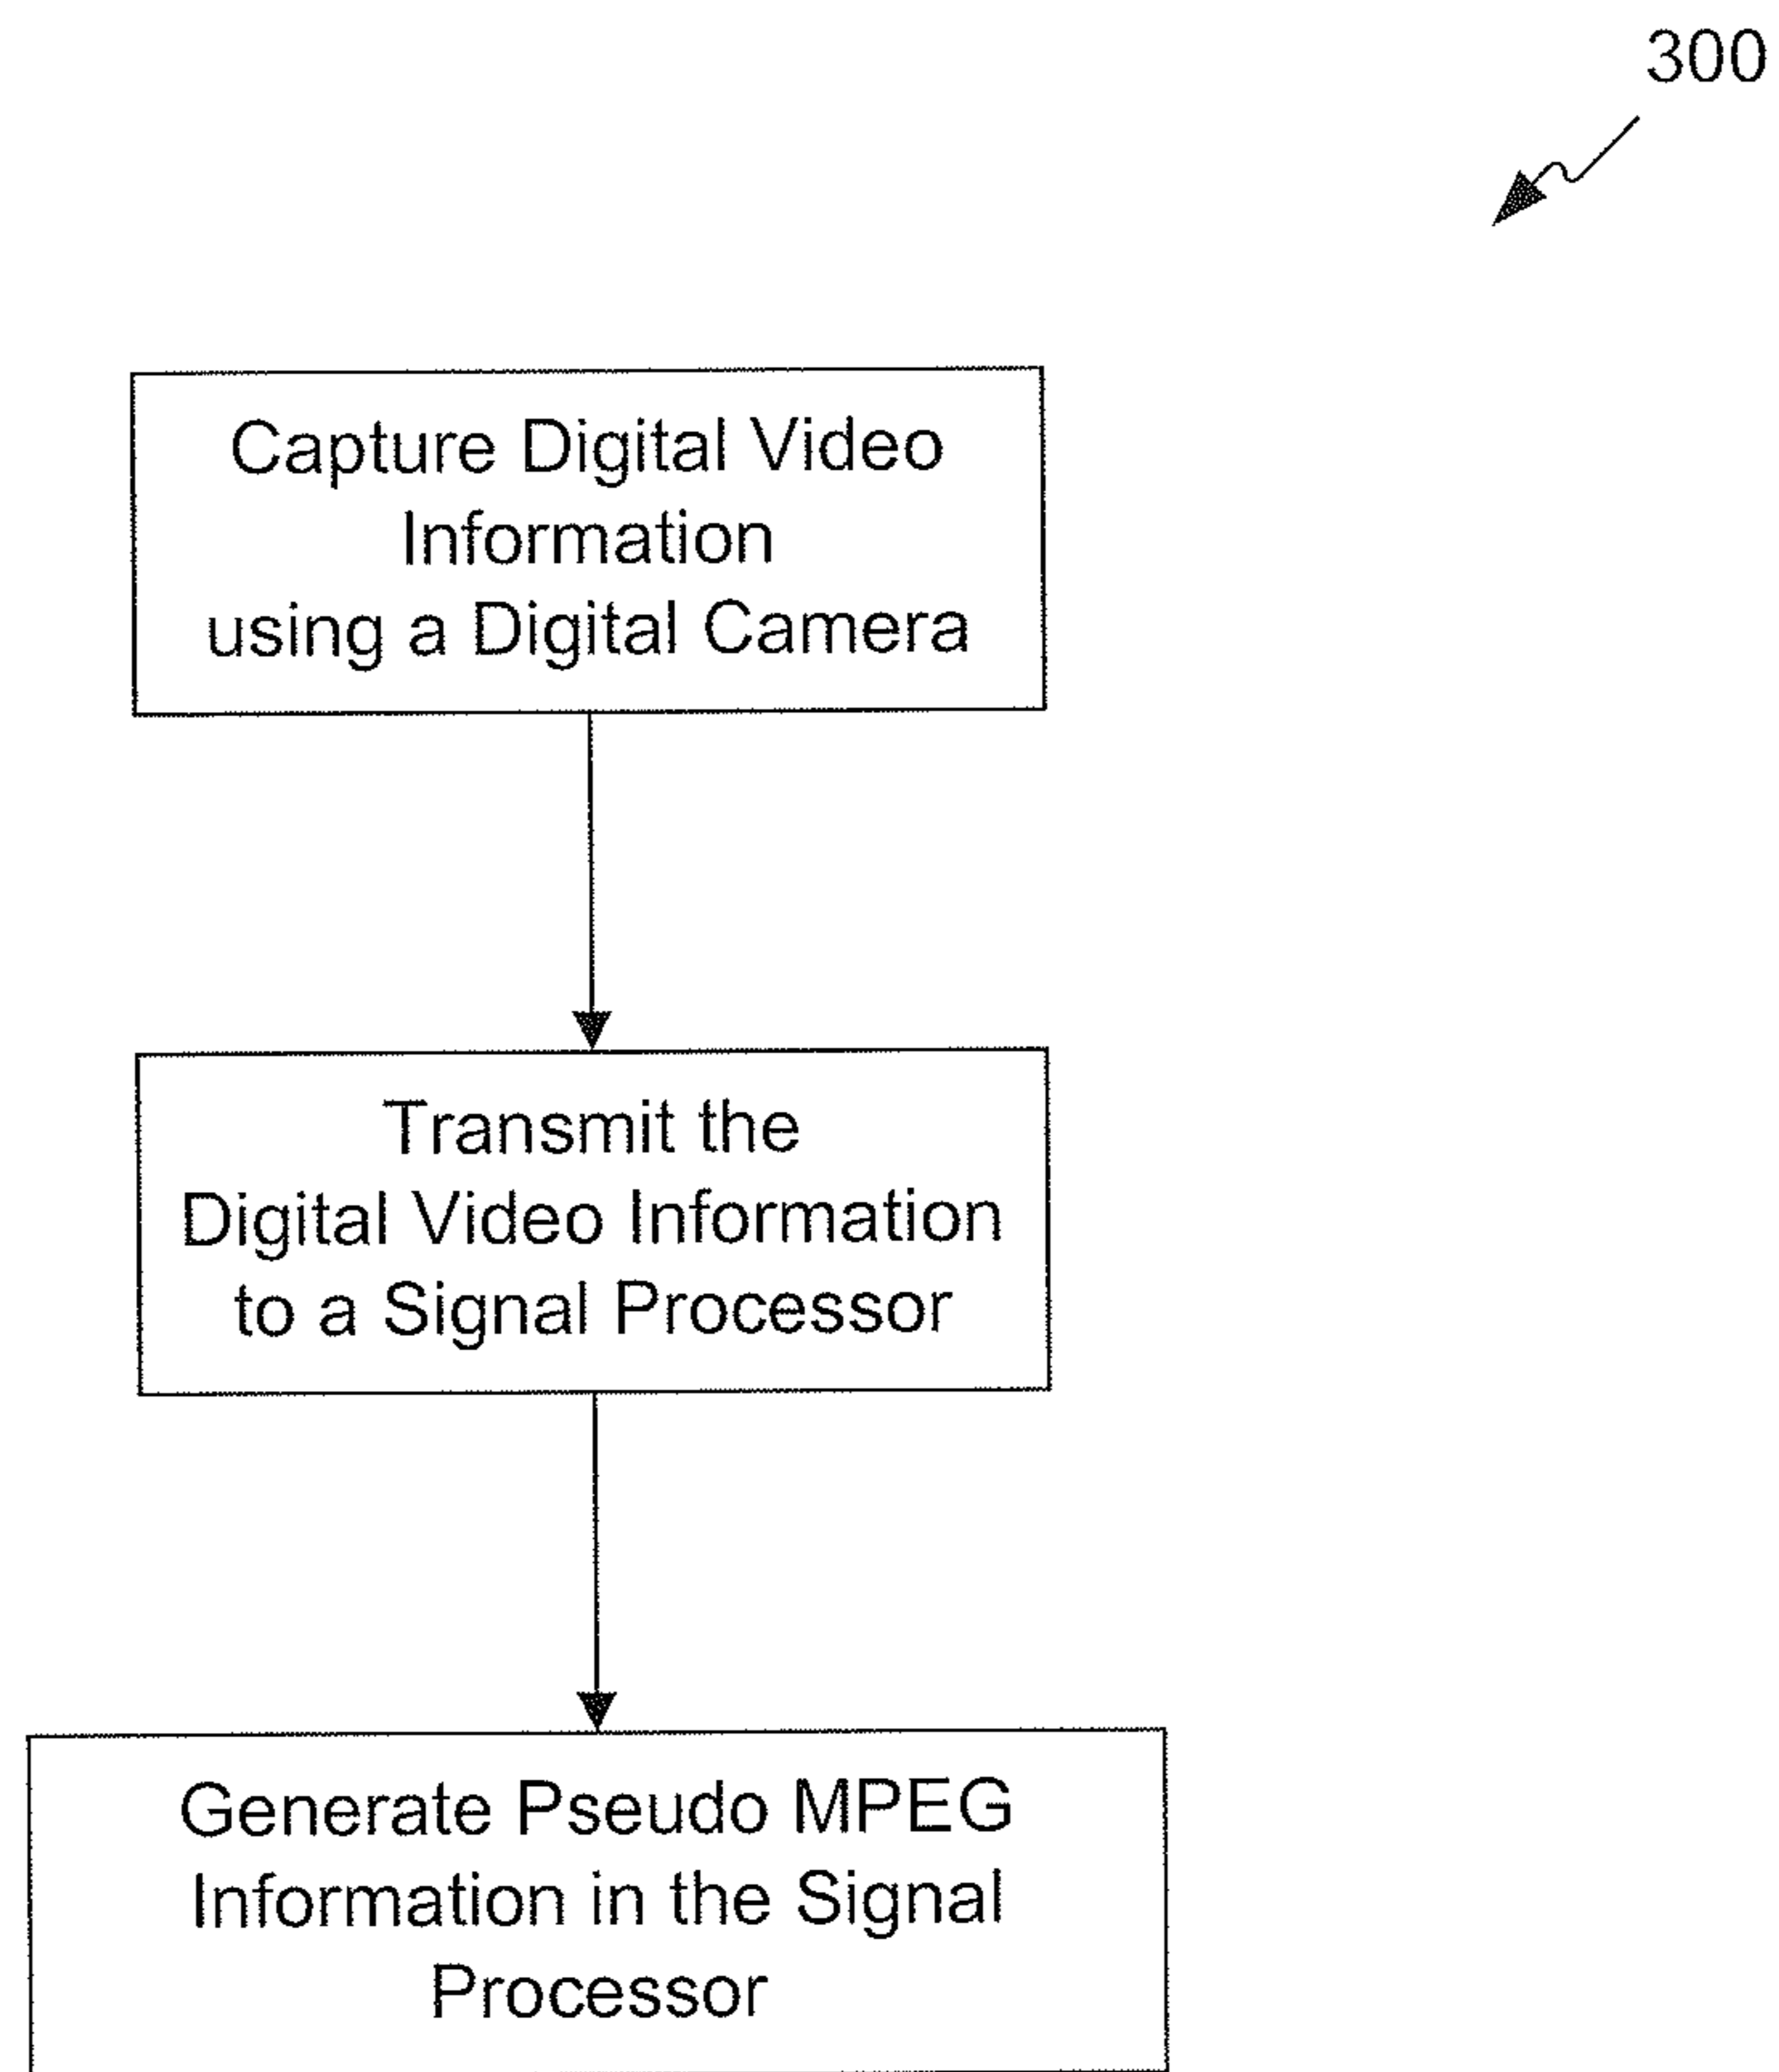 300
Capture Digital Video
Information
using a Digital Camera
Transmit the
Digital Video Information
to a Signal Processor
Generate Pseudo MPEG
Information in the Signal
Processor